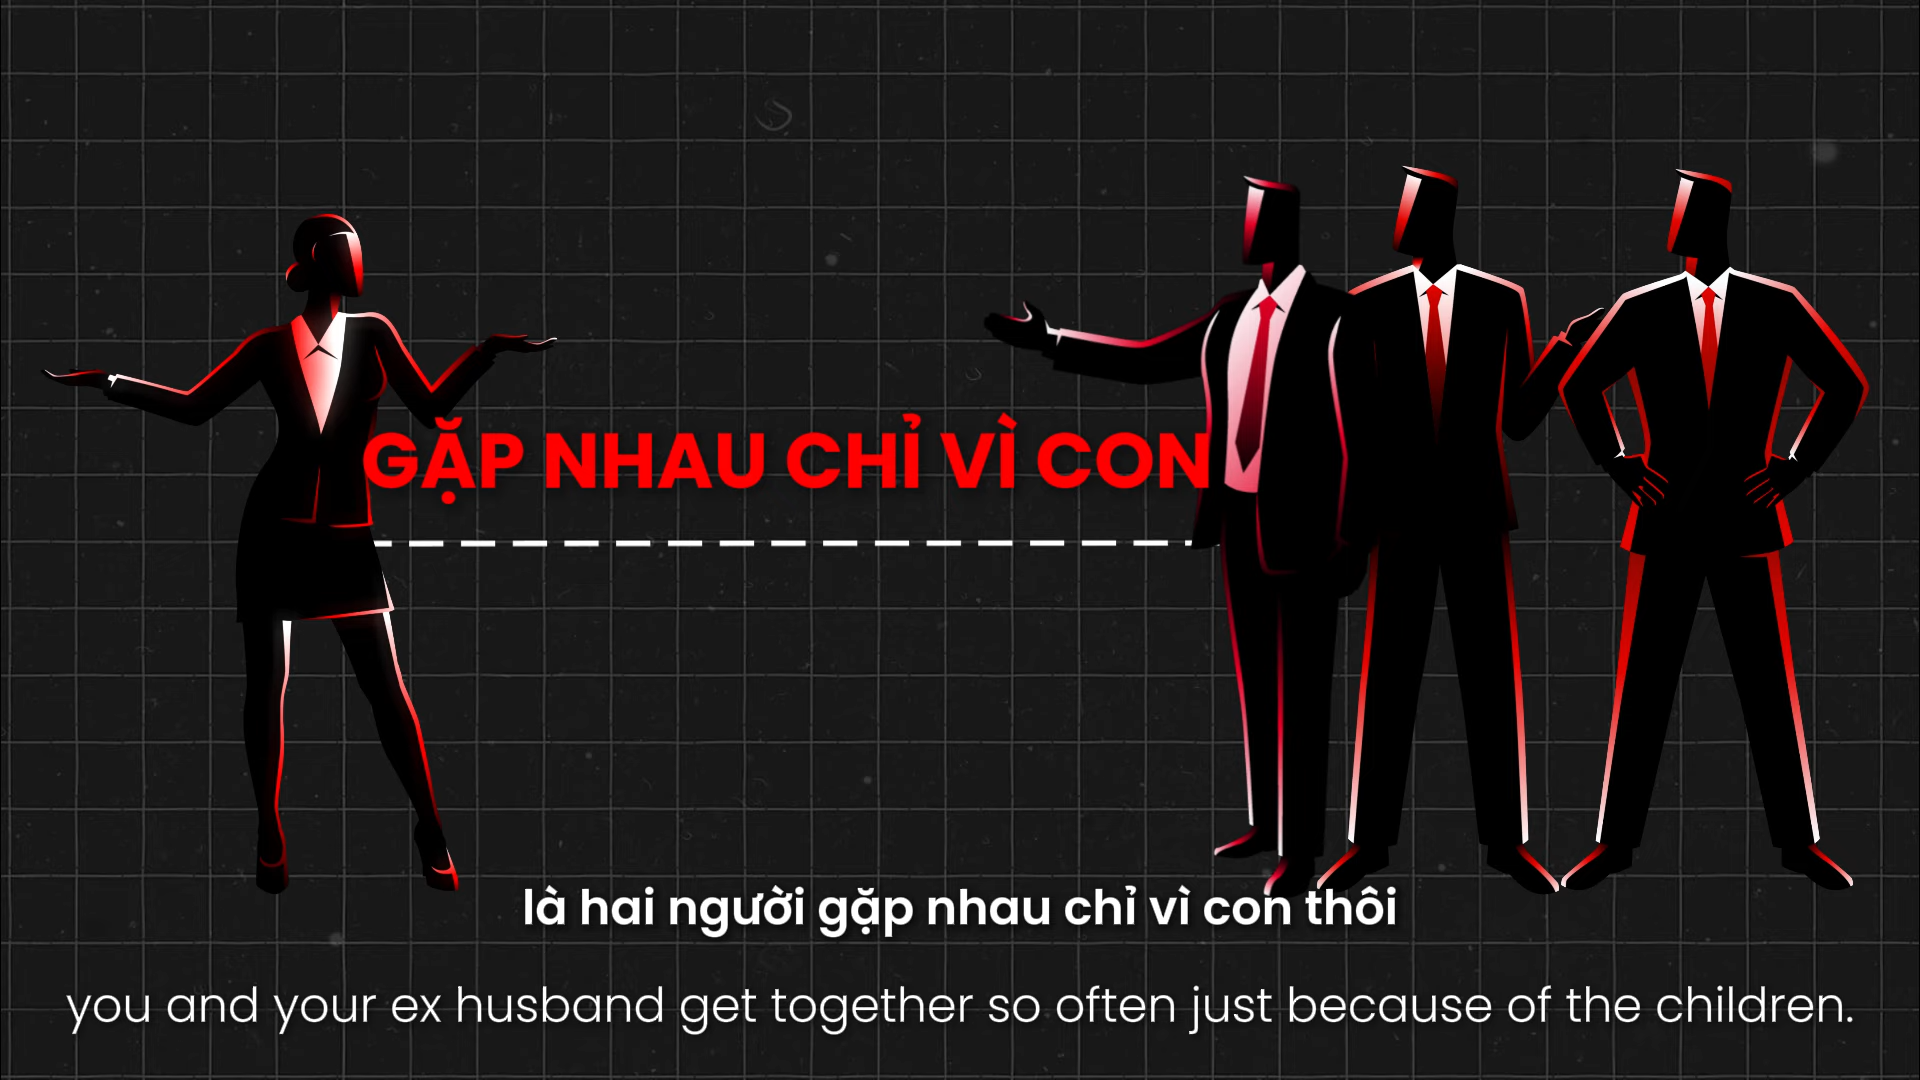 GẶP NHAU CHỈ VÌ CON
là hai người gặp nhau chỉ vì con thôi
you and your ex husband get together so often just because of the children.